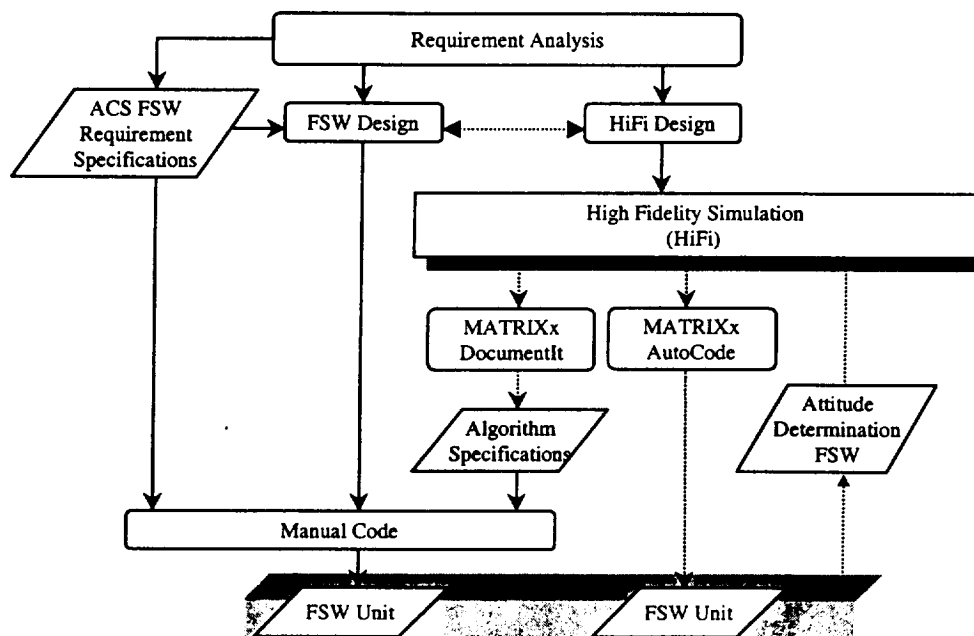 Requirement Analysis
ACS FSW
Requirement
Specifications
FSW Design
HiFi Design
High Fidelity Simulation
(HiFi)
MATRIXx
DocumentIt
MATRIXx
AutoCode
Algorithm
Specifications
Attitude
Determination
FSW
Manual Code
FSW Unit
FSW Unit